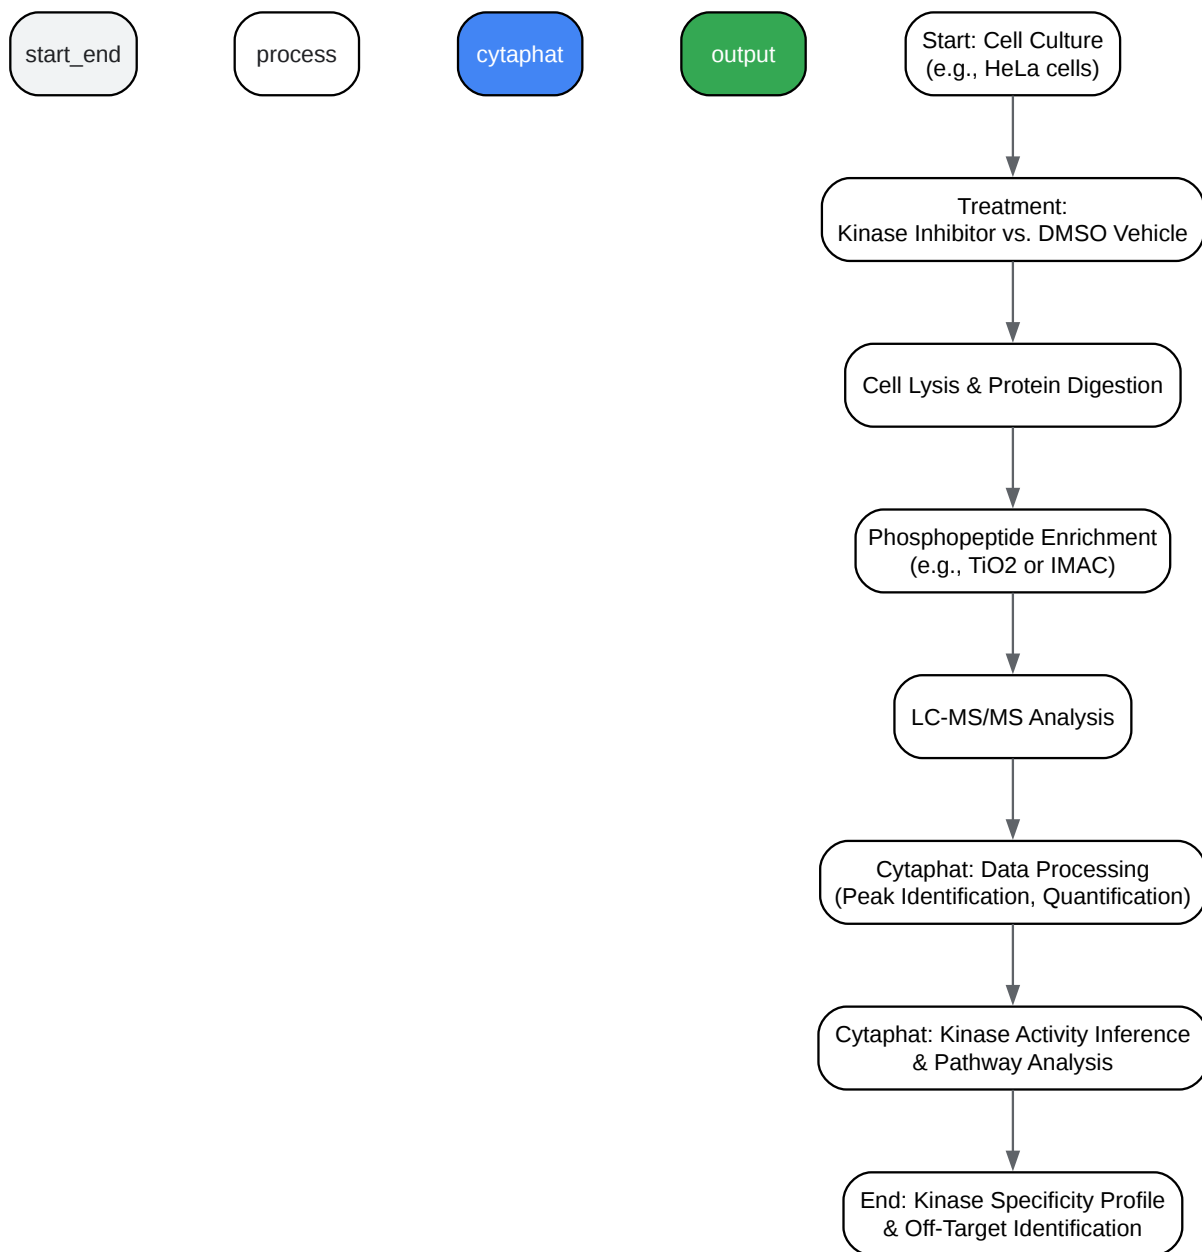 start_end
process
cytaphat
output
Start: Cell Culture
(e.g., HeLa cells)
Treatment:
Kinase Inhibitor vs. DMSO Vehicle
Cell Lysis & Protein Digestion
Phosphopeptide Enrichment
(e.g., TiO2 or IMAC)
LC-MS/MS Analysis
Cytaphat: Data Processing
(Peak Identification, Quantification)
Cytaphat: Kinase Activity Inference
& Pathway Analysis
End: Kinase Specificity Profile
& Off-Target Identification